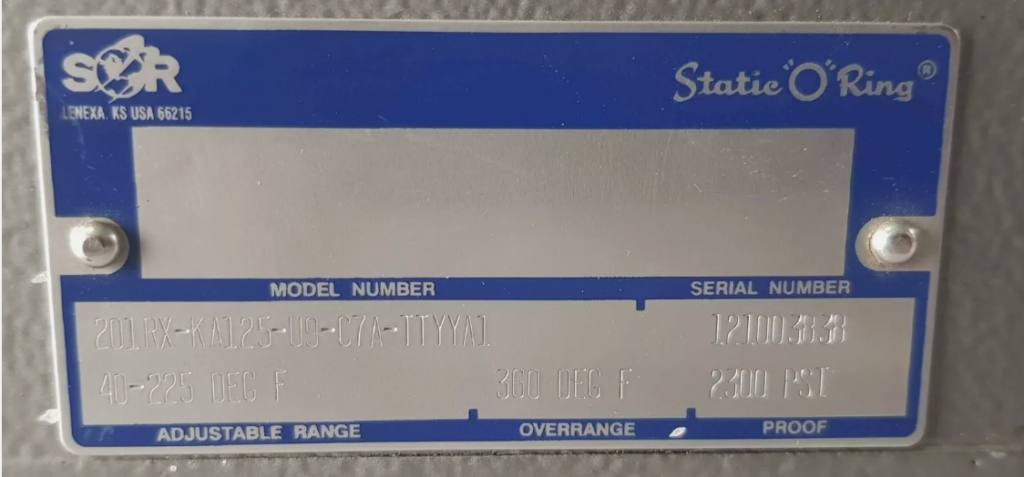 SOR
LENEXA, KS USA 66215
Static "O" Ring®
MODEL NUMBER SERIAL NUMBER
201RX-KA125-U9-C7A-TTYYA1 121003838
40-225 DEG F 360 DEG F 2300 PSI
ADJUSTABLE RANGE OVERRANGE PROOF